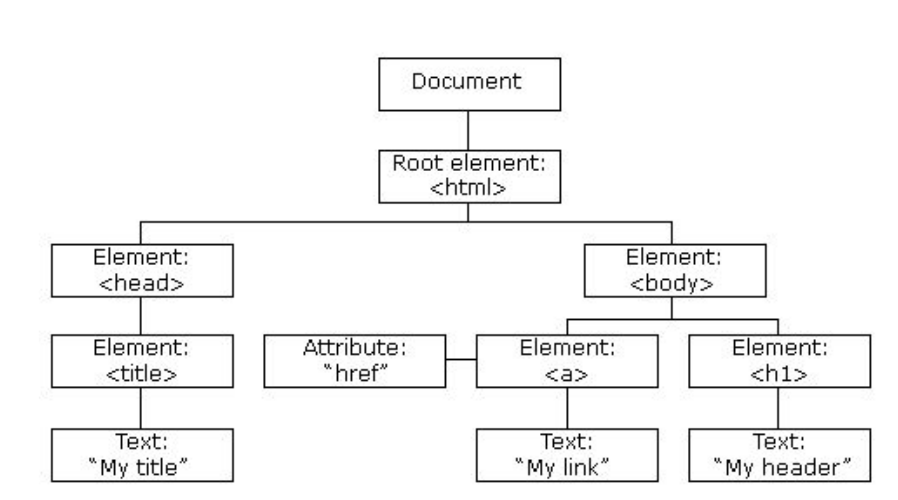 Document
Root element:
<html>
Element:
<head>
Element:
<body>
Element:
<title>
Attribute:
“href”
Element:
<a>
Element:
<h1>
Text:
“My title”
Text:
“My link”
Text:
“My header”